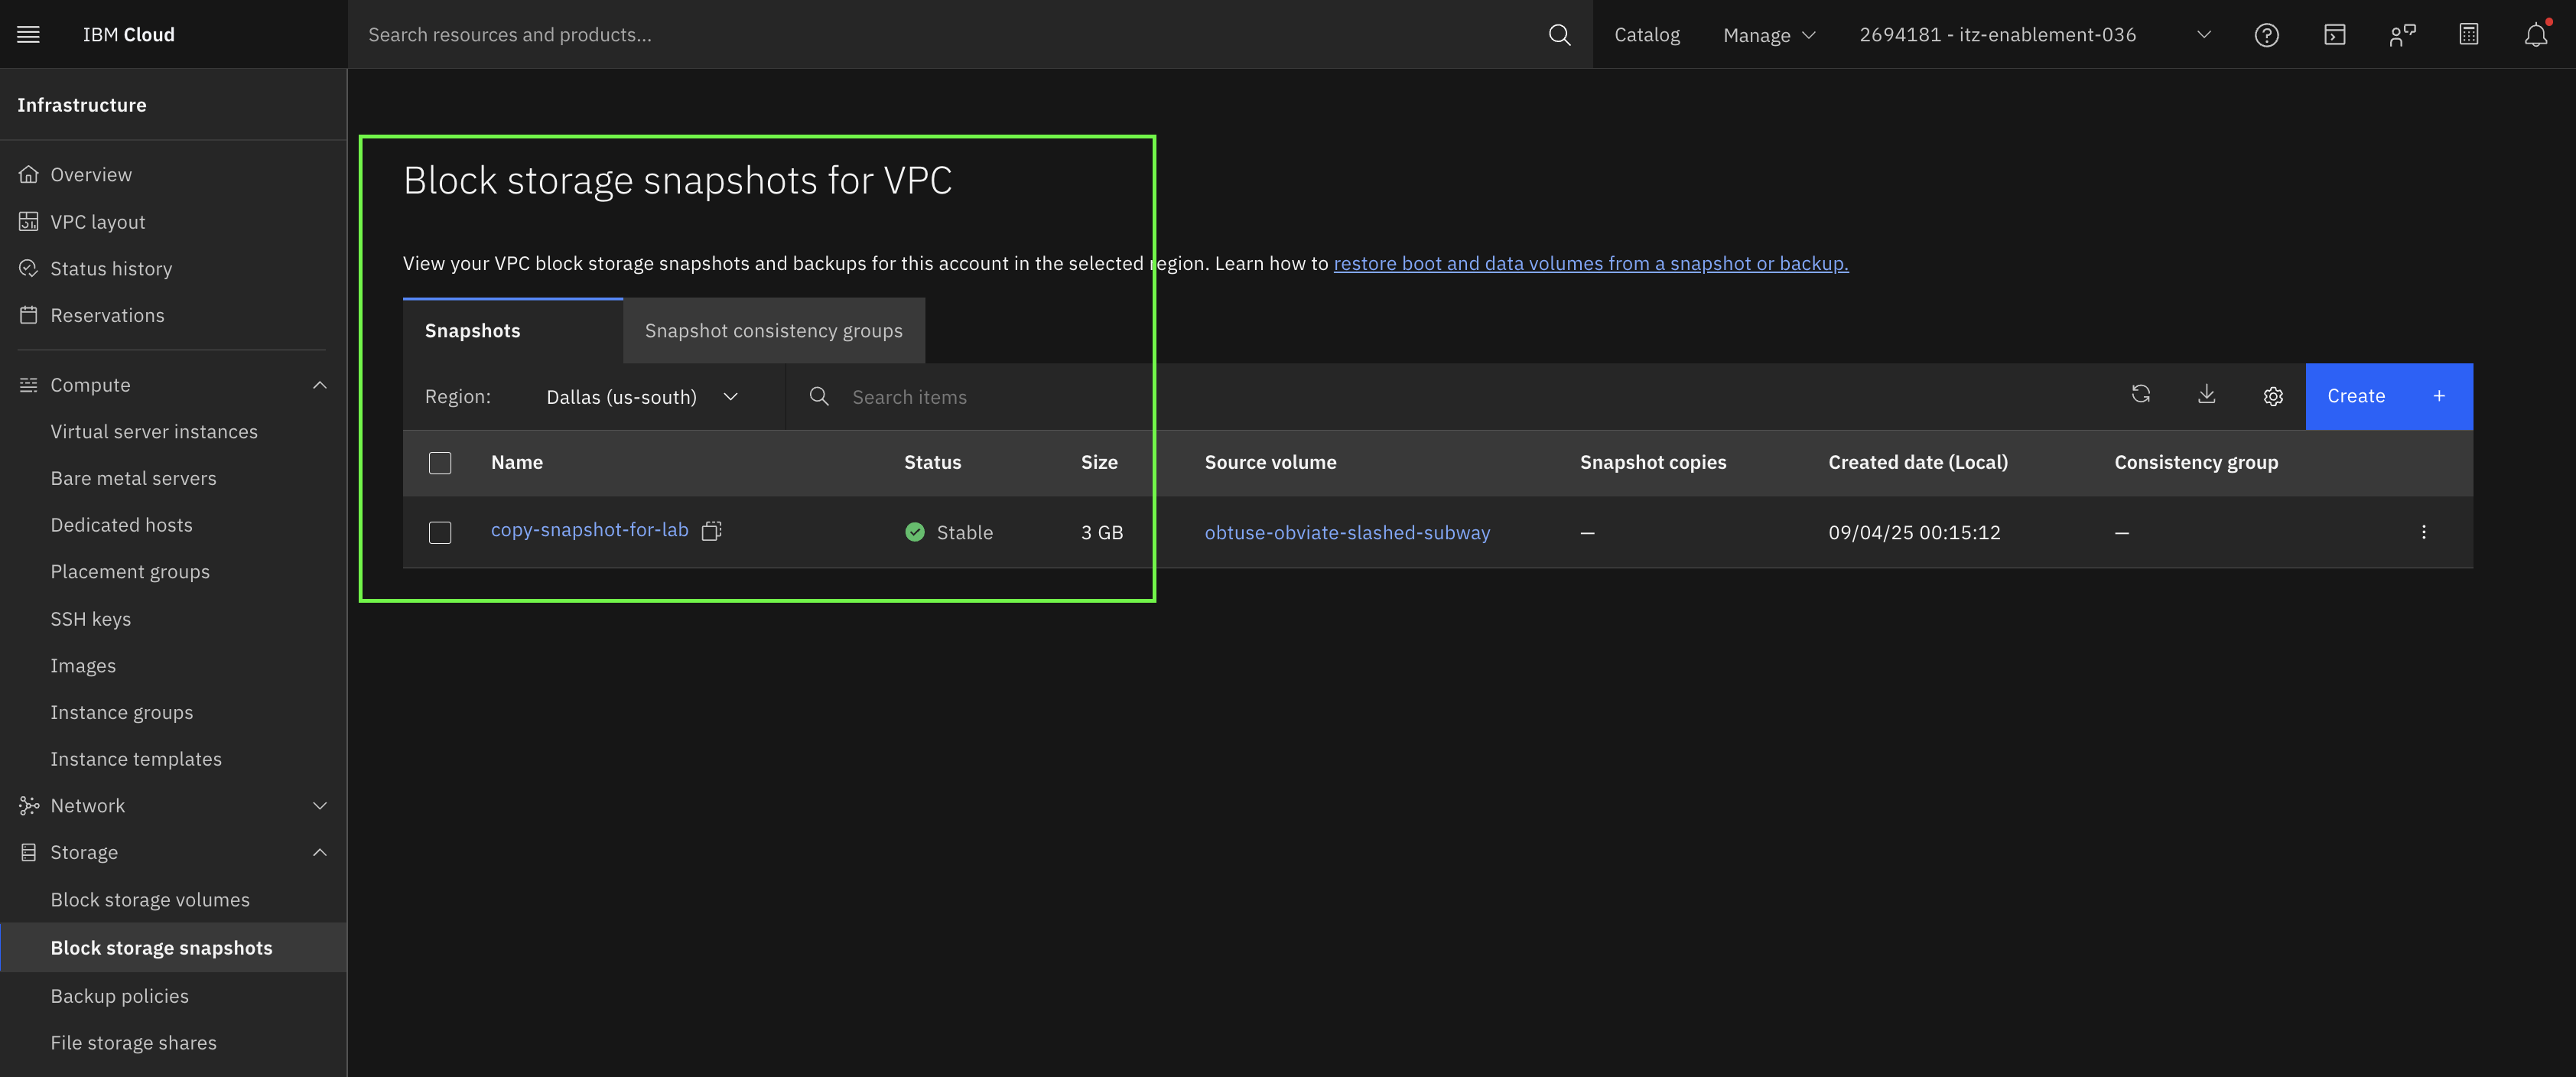 IBM Cloud
Search resources and products...
Catalog
Manage
2694181 - itz-enablement-036
Infrastructure
Overview
VPC layout
Status history
Reservations
Compute
Virtual server instances
Bare metal servers
Dedicated hosts
Placement groups
SSH keys
Images
Instance groups
Instance templates
Network
Storage
Block storage volumes
Block storage snapshots
Backup policies
File storage shares
Block storage snapshots for VPC
View your VPC block storage snapshots and backups for this account in the selected region. Learn how to restore boot and data volumes from a snapshot or backup.
Snapshots
Snapshot consistency groups
Region: Dallas (us-south)
Search items
Create +
Name Status Size Source volume Snapshot copies Created date (Local) Consistency group
copy-snapshot-for-lab Stable 3 GB obtuse-obviate-slashed-subway — 09/04/25 00:15:12 —